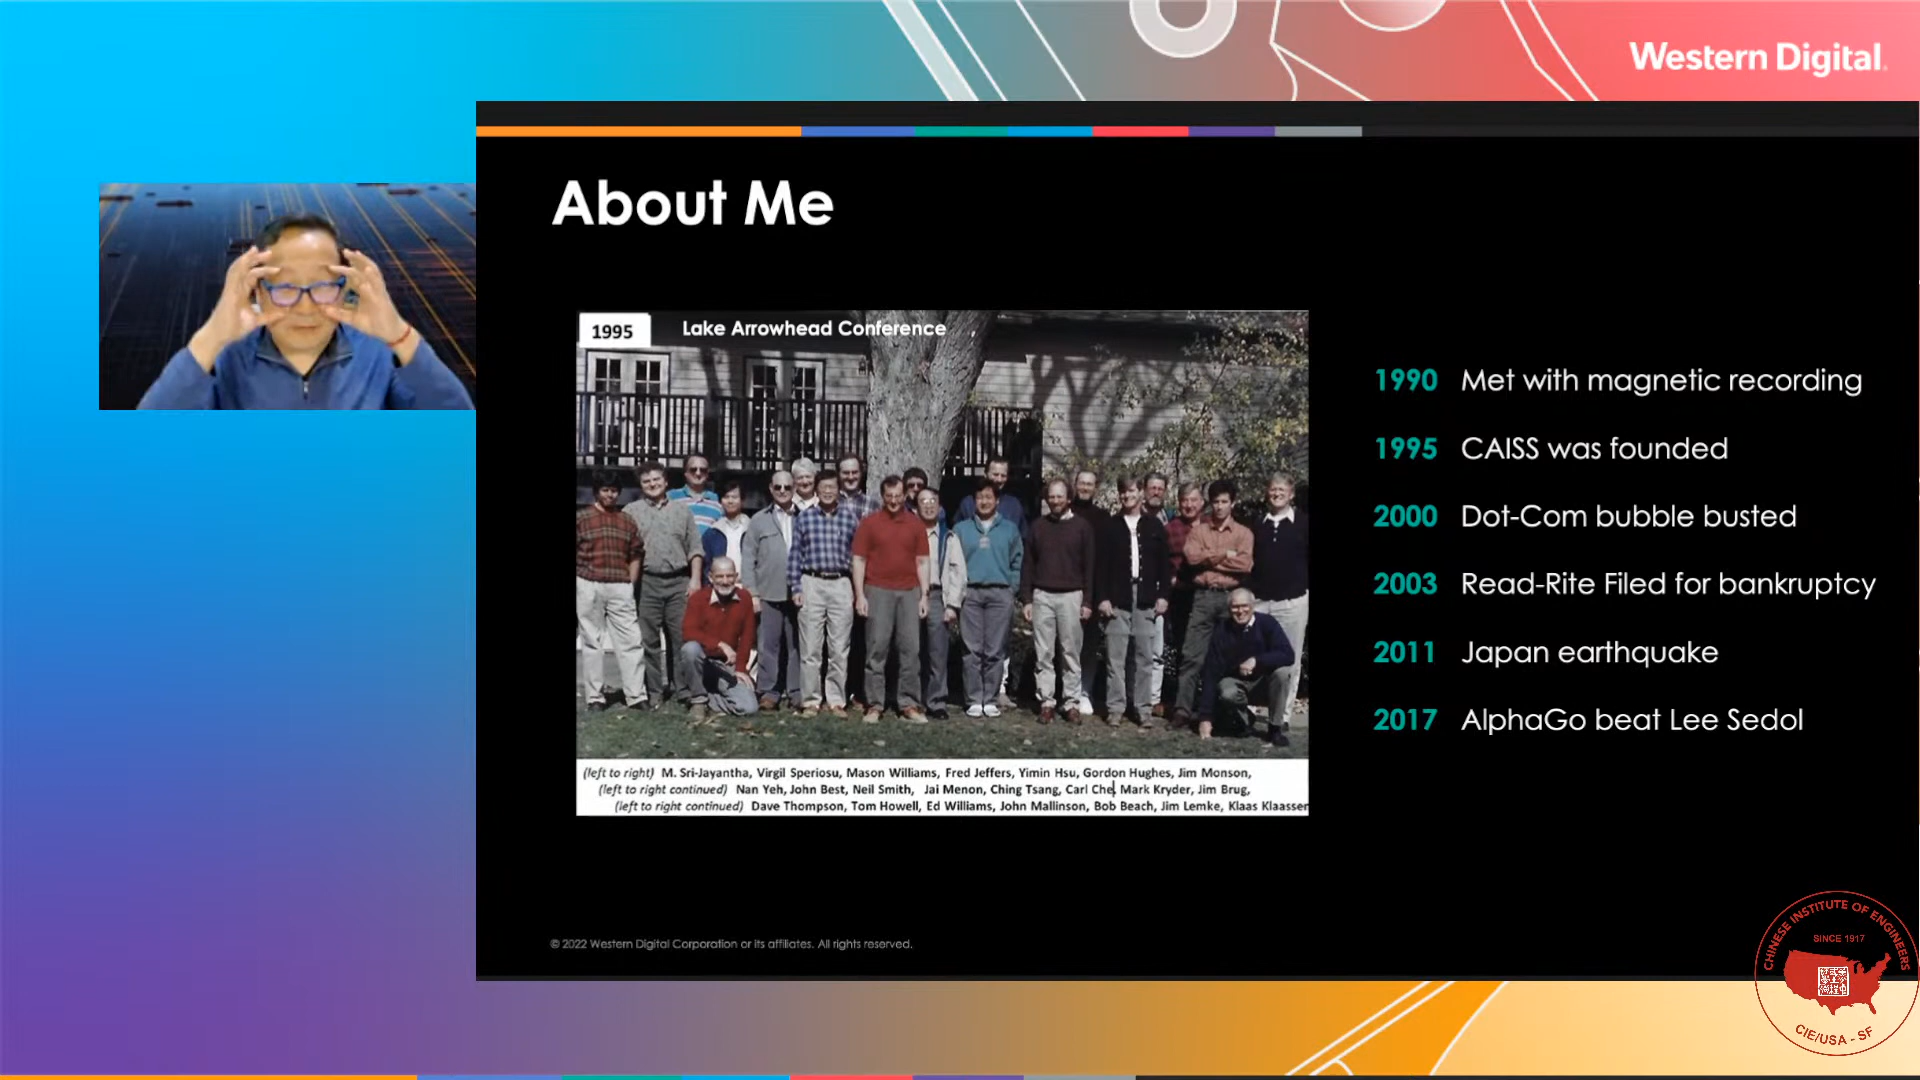 Western Digital.
About Me
1995
Lake Arrowhead Conference
1990 Met with magnetic recording
1995 CAISS was founded
2000 Dot-Com bubble busted
2003 Read-Rite Filed for bankruptcy
2011 Japan earthquake
2017 AlphaGo beat Lee Sedol
(left to right) M. Sri-Jayantha, Virgil Speriosu, Mason Williams, Fred Jeffers, Yimin Hsu, Gordon Hughes, Jim Monson,
(left to right continued) Nan Yeh, John Best, Neil Smith, Jai Menon, Ching Tsang, Carl Che, Mark Kryder, Jim Brug,
(left to right continued) Dave Thompson, Tom Howell, Ed Williams, John Mallinson, Bob Beach, Jim Lemke, Klaas Klaassen
© 2022 Western Digital Corporation or its affiliates. All rights reserved.
CHINESE INSTITUTE OF ENGINEERS
SINCE 1917
CIE/USA - SF